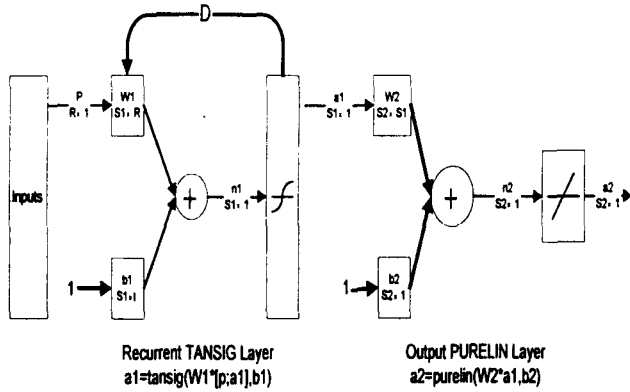 D
P
R× 1
W1
S1× R
a1
S1× 1
W2
S2× S1
Inputs
+
n1
S1× 1
+
n2
S2× 1
a2
S2× 1
1
b1
S1×1
1
b2
S2× 1
Recurrent TANSIG Layer
a1=tansig(W1*[p;a1],b1)
Output PURELIN Layer
a2=purelin(W2*a1,b2)